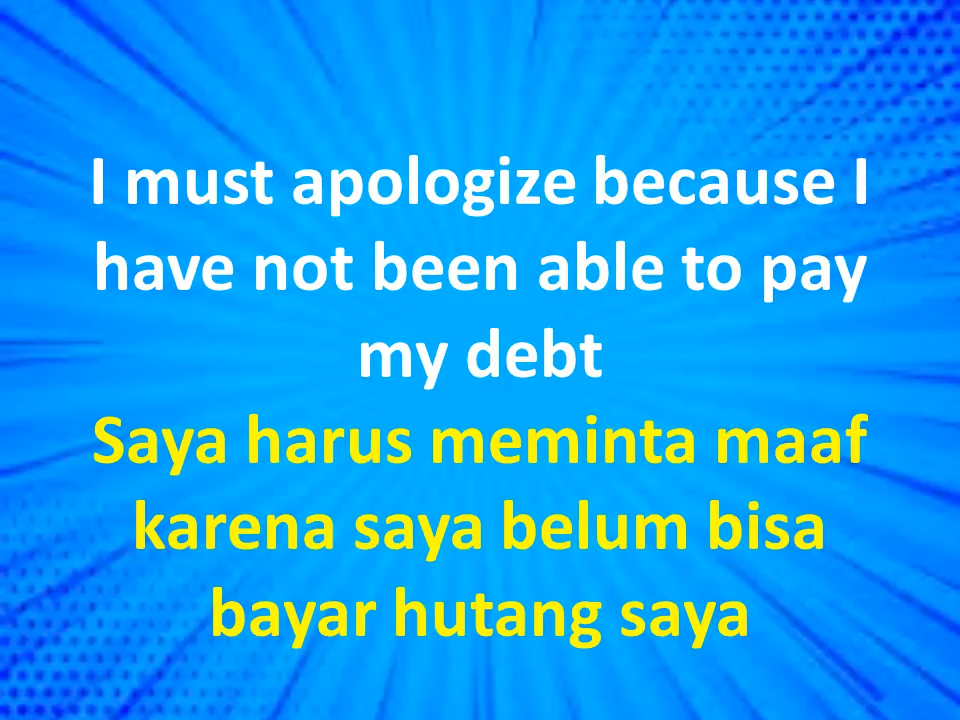 I must apologize because I
have not been able to pay
my debt
Saya harus meminta maaf
karena saya belum bisa
bayar hutang saya